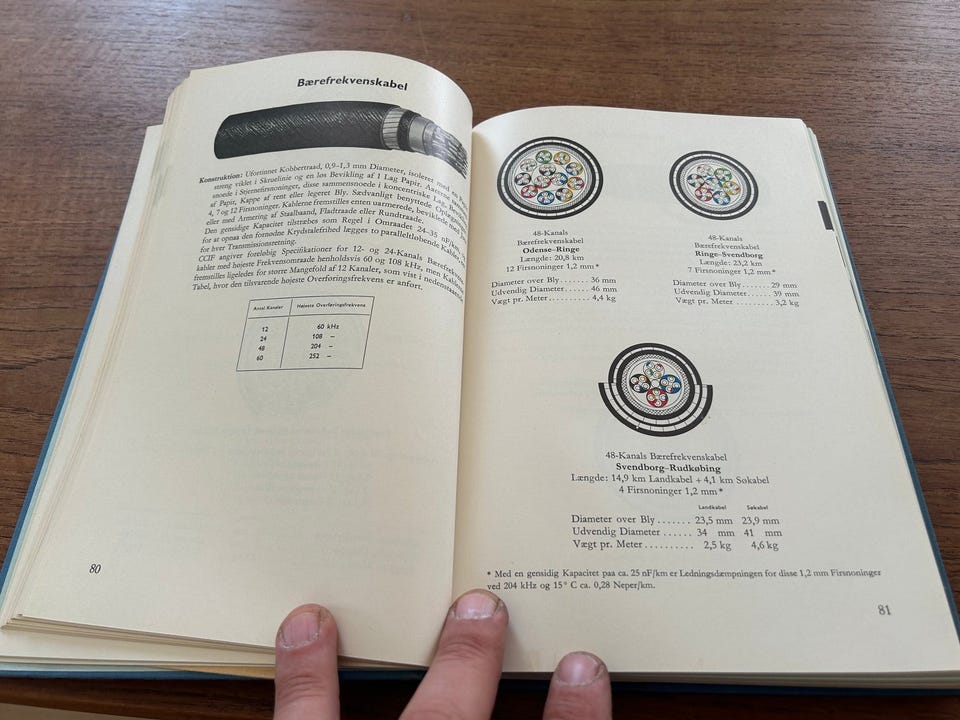 Bærefrekvenskabel
Konstruktion: Ufortinnet Kobbertraad, 0,9–1,3 mm Diameter, isoleret med en
streng viklet i Skruelinie og en løs Bevikling af 1 Lag Papir. Aarerne
snoede i Stjernefirsnoninger, disse sammensnoede i koncentriske Lag. Bevikling
af Papir, Kappe af rent eller legeret Bly. Sædvanligt benyttede
4, 7 og 12 Firsnoninger. Kablerne fremstilles enten uarmerede, beviklede med
eller med Armering af Staalbaand, Fladtraade eller Rundtraade.
Den gensidige Kapacitet tilstræbes som Regel i Omraadet 24–35 nF/km
for at opnaa den fornødne Krydstalefrihed lægges to parallelløbende Kabler,
for hver Transmissionsretning.
CCIF angiver foreløbig Specifikationer for 12- og 24-Kanals Bærefrekvens-
kabler med højeste Frekvensomraade henholdsvis 60 og 108 kHz, men Kablerne
fremstilles ligeledes for større Mangefold af 12 Kanaler, som vist i nedenstaaende
Tabel, hvor den tilsvarende højeste Overføringsfrekvens er anført.
Antal Kanaler Højeste Overføringsfrekvens
12 60 kHz
24 108 –
48 204 –
60 252 –
80
48-Kanals
Bærefrekvenskabel
Odense–Ringe
Længde: 20,8 km
12 Firsnoninger 1,2 mm *
Diameter over Bly....... 36 mm
Udvendig Diameter...... 46 mm
Vægt pr. Meter.......... 4,4 kg
48-Kanals
Bærefrekvenskabel
Ringe–Svendborg
Længde: 23,2 km
7 Firsnoninger 1,2 mm *
Diameter over Bly....... 29 mm
Udvendig Diameter...... 39 mm
Vægt pr. Meter.......... 3,2 kg
48-Kanals Bærefrekvenskabel
Svendborg–Rudkøbing
Længde: 14,9 km Landkabel + 4,1 km Søkabel
4 Firsnoninger 1,2 mm *
Landkabel Søkabel
Diameter over Bly....... 23,5 mm 23,9 mm
Udvendig Diameter ...... 34 mm 41 mm
Vægt pr. Meter.......... 2,5 kg 4,6 kg
* Med en gensidig Kapacitet paa ca. 25 nF/km er Ledningsdæmpningen for disse 1,2 mm Firsnoninger
ved 204 kHz og 15° C ca. 0,28 Neper/km.
81